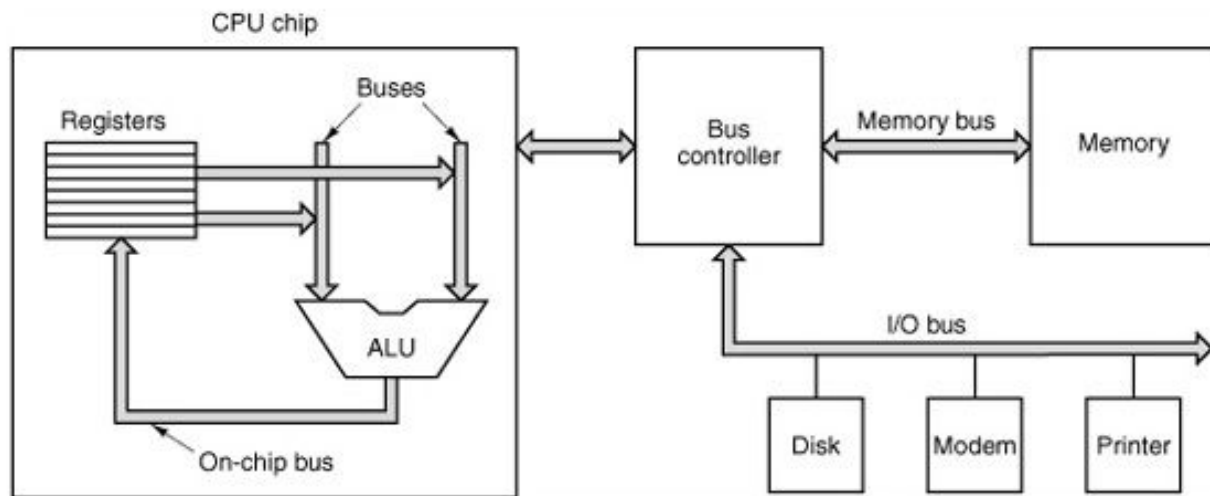 CPU chip
Buses
Registers
ALU
On-chip bus
Bus
controller
Memory bus
Memory
I/O bus
Disk
Modem
Printer